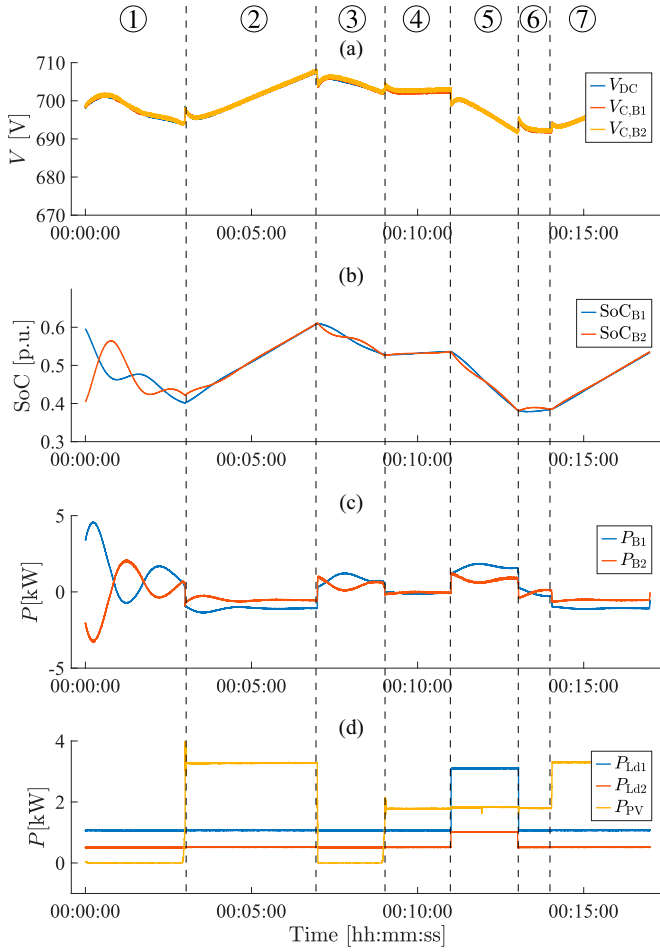 ① ② ③ ④ ⑤ ⑥ ⑦
(a)
710
700
690
680
670
V [V]
V_DC
V_C,B1
V_C,B2
00:00:00 00:05:00 00:10:00 00:15:00
(b)
0.6
0.5
0.4
0.3
SoC [p.u.]
SoC_B1
SoC_B2
00:00:00 00:05:00 00:10:00 00:15:00
(c)
5
0
-5
P[kW]
P_B1
P_B2
00:00:00 00:05:00 00:10:00 00:15:00
(d)
4
2
0
P[kW]
P_Ld1
P_Ld2
P_PV
00:00:00 00:05:00 00:10:00 00:15:00
Time [hh:mm:ss]